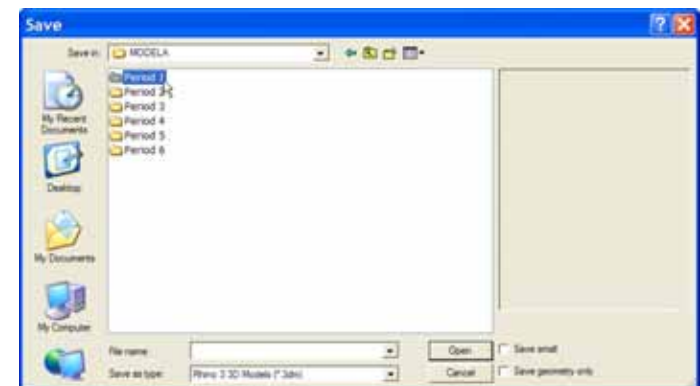 Save
Save in: MODELA
Period 1
Period 2
Period 3
Period 4
Period 5
Period 6
My Recent
Documents
Desktop
My Documents
My Computer
File name:
Open
Save small
Save as type:
Rhino 3 3D Models (*.3dm)
Cancel
Save geometry only